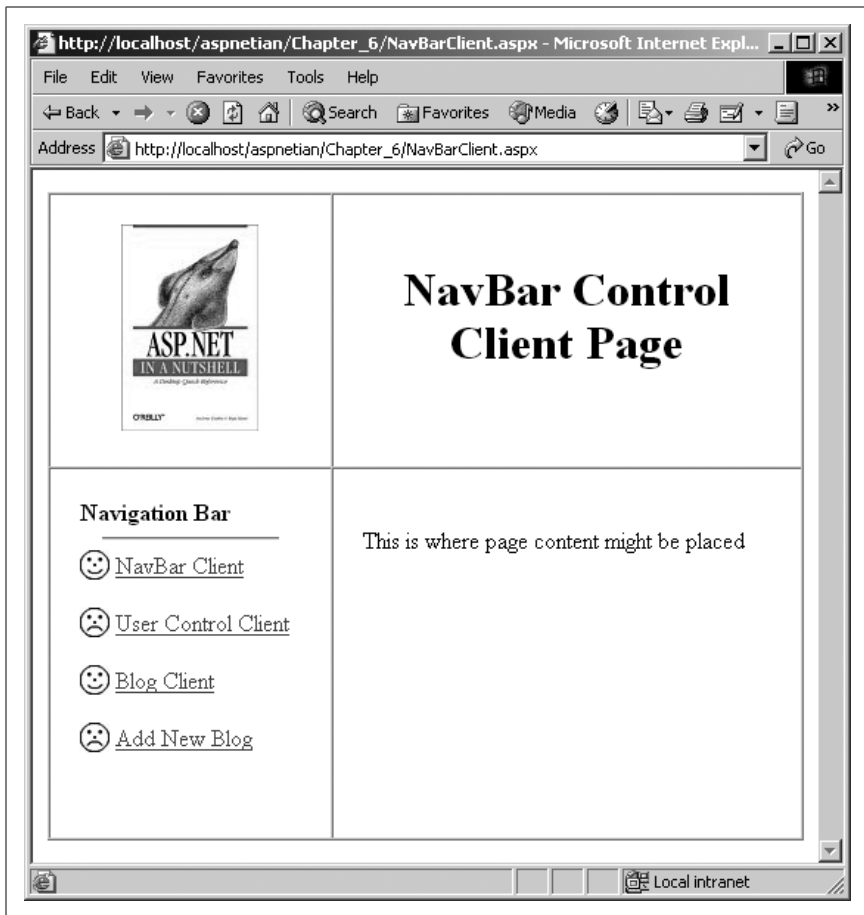 http://localhost/aspnetian/Chapter_6/NavBarClient.aspx - Microsoft Internet Expl...
File Edit View Favorites Tools Help
Back Search Favorites Media »
Address http://localhost/aspnetian/Chapter_6/NavBarClient.aspx Go
ASP.NET
IN A NUTSHELL
A Desktop Quick Reference
O'REILLY
NavBar Control
Client Page
Navigation Bar
NavBar Client
User Control Client
Blog Client
Add New Blog
This is where page content might be placed
Local intranet